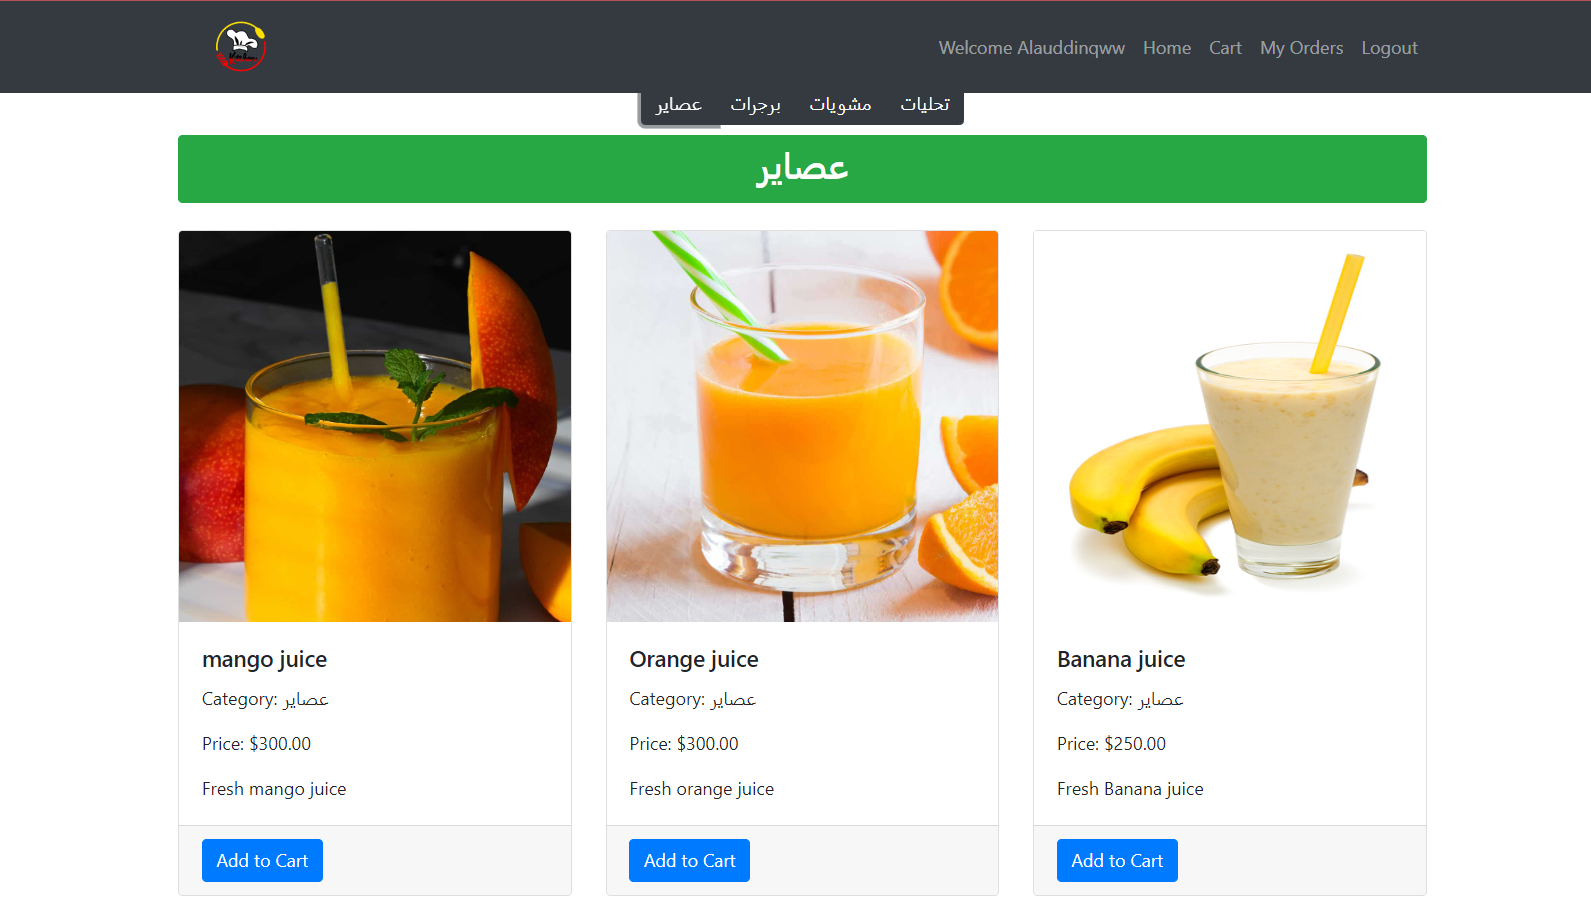 Welcome Alauddinqww Home Cart My Orders Logout
عصاير برجرات مشويات تحليات
عصاير
mango juice
Category: عصاير
Price: $300.00
Fresh mango juice
Add to Cart
Orange juice
Category: عصاير
Price: $300.00
Fresh orange juice
Add to Cart
Banana juice
Category: عصاير
Price: $250.00
Fresh Banana juice
Add to Cart